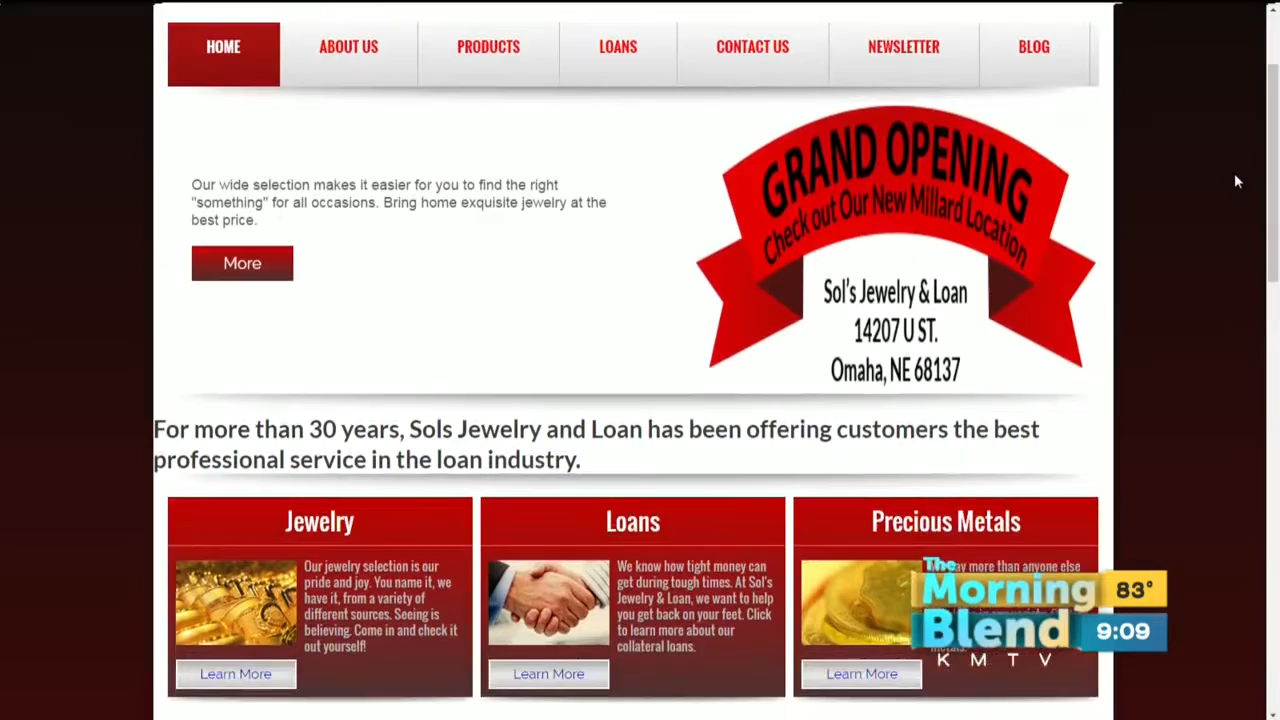 HOME ABOUT US PRODUCTS LOANS CONTACT US NEWSLETTER BLOG
Our wide selection makes it easier for you to find the right
"something" for all occasions. Bring home exquisite jewelry at the
best price.
More
GRAND OPENING
Check out Our New Millard Location
Sol's Jewelry & Loan
14207 U ST.
Omaha, NE 68137
For more than 30 years, Sols Jewelry and Loan has been offering customers the best
professional service in the loan industry.
Jewelry
Our jewelry selection is our
pride and joy. You name it, we
have it, from a variety of
different sources. Seeing is
believing. Come in and check it
out yourself!
Learn More
Loans
We know how tight money can
get during tough times. At Sol's
Jewelry & Loan, we want to help
you get back on your feet. Click
to learn more about our
collateral loans.
Learn More
Precious Metals
more than anyone else
metals.
Learn More
The
Morning
Blend
KMTV
83°
9:09